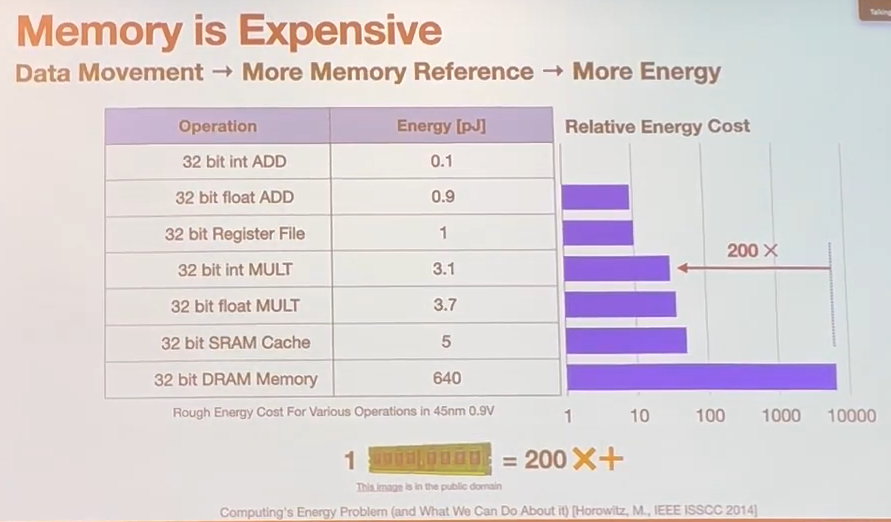 Talking
Memory is Expensive
Data Movement → More Memory Reference → More Energy
Operation Energy [pJ] Relative Energy Cost
32 bit int ADD 0.1
32 bit float ADD 0.9
32 bit Register File 1
32 bit int MULT 3.1
200 ×
32 bit float MULT 3.7
32 bit SRAM Cache 5
32 bit DRAM Memory 640
Rough Energy Cost For Various Operations in 45nm 0.9V
1 10 100 1000 10000
1 = 200 ×+
This image is in the public domain
Computing's Energy Problem (and What We Can Do About it) [Horowitz, M., IEEE ISSCC 2014]